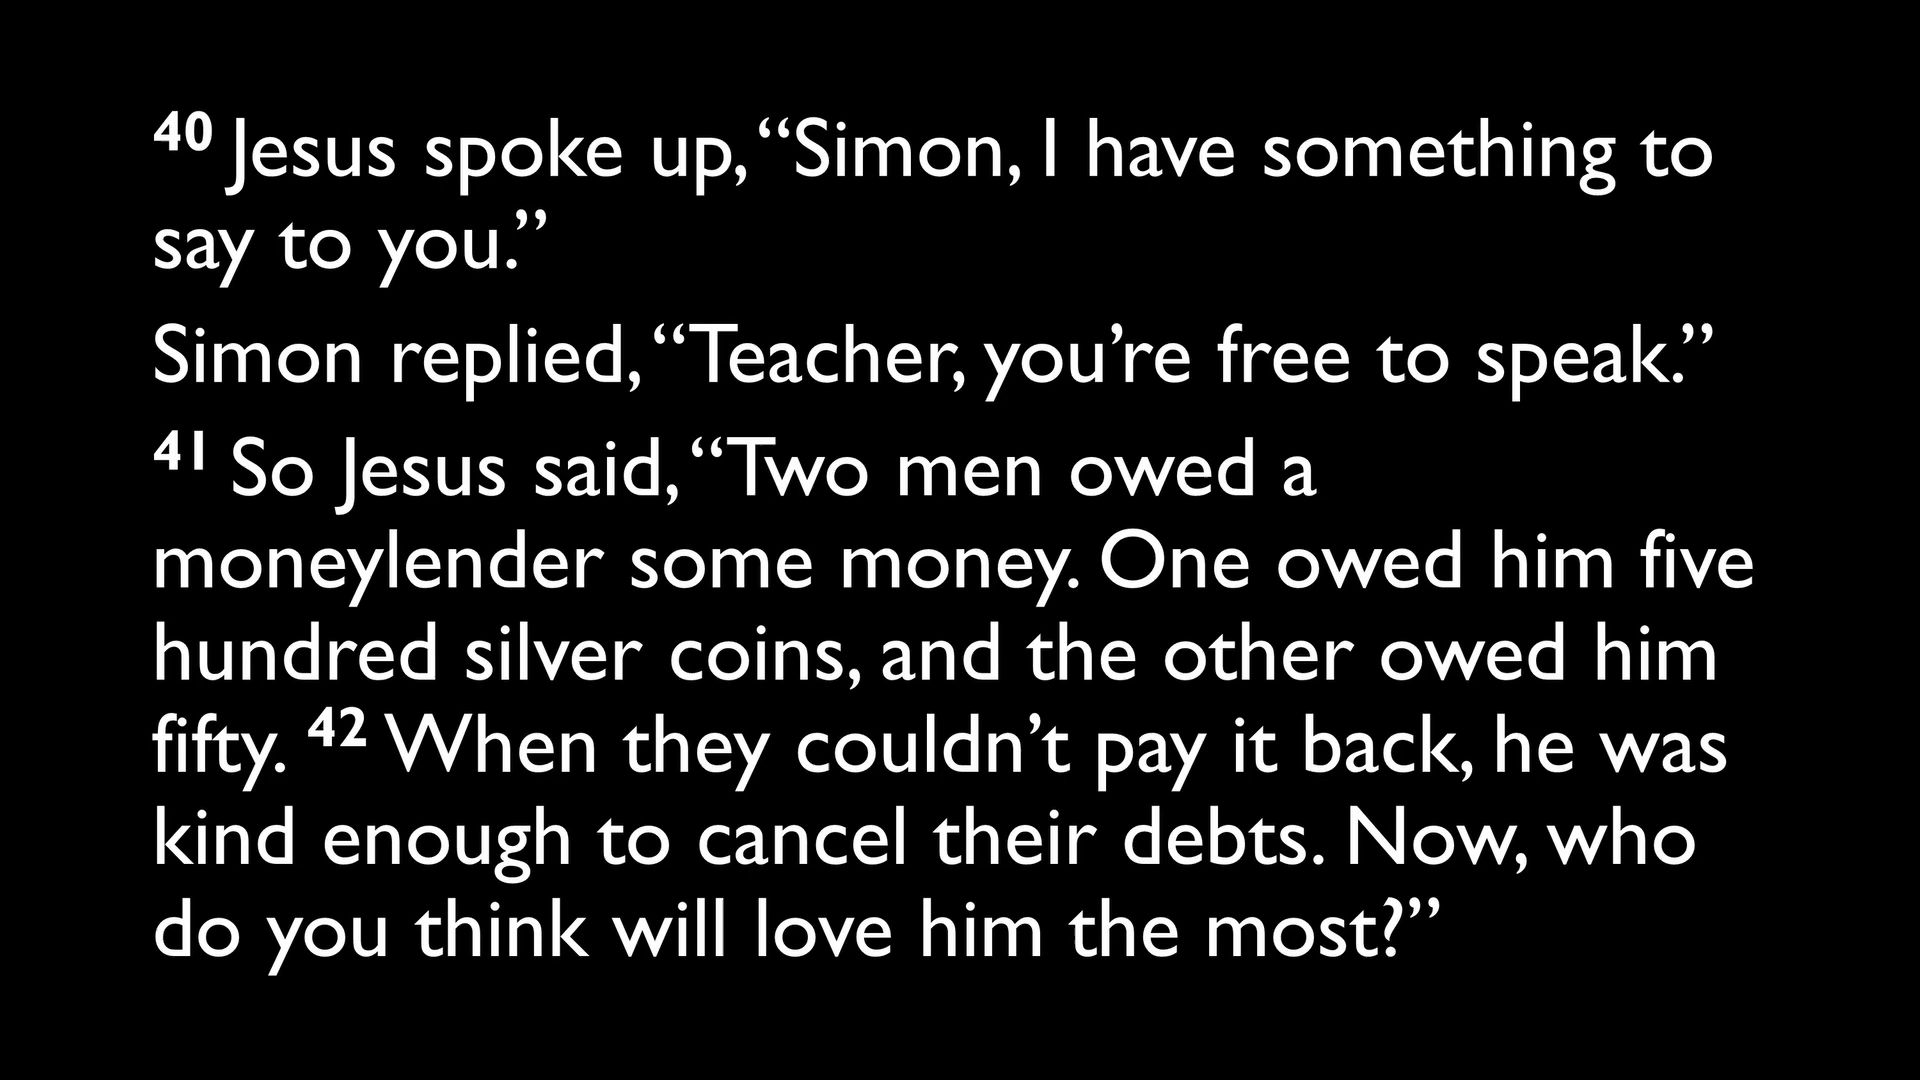 40 Jesus spoke up, “Simon, I have something to
say to you.”
Simon replied, “Teacher, you’re free to speak.”
41 So Jesus said, “Two men owed a
moneylender some money. One owed him five
hundred silver coins, and the other owed him
fifty. 42 When they couldn’t pay it back, he was
kind enough to cancel their debts. Now, who
do you think will love him the most?”